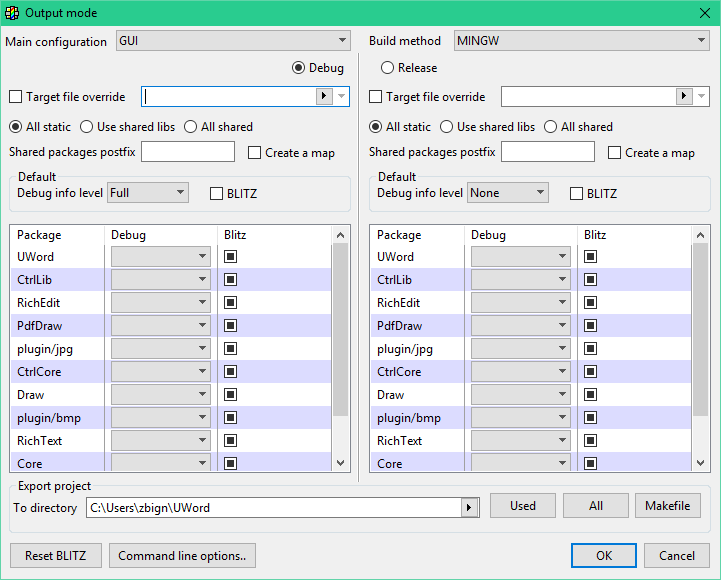 Output mode
Main configuration GUI Build method MINGW
Debug Release
Target file override Target file override
All static Use shared libs All shared All static Use shared libs All shared
Shared packages postfix Create a map Shared packages postfix Create a map
Default Default
Debug info level Full BLITZ Debug info level None BLITZ
Package Debug Blitz Package Debug Blitz
UWord UWord
CtrlLib CtrlLib
RichEdit RichEdit
PdfDraw PdfDraw
plugin/jpg plugin/jpg
CtrlCore CtrlCore
Draw Draw
plugin/bmp plugin/bmp
RichText RichText
Core Core
Export project
To directory C:\Users\zbign\UWord Used All Makefile
Reset BLITZ Command line options.. OK Cancel